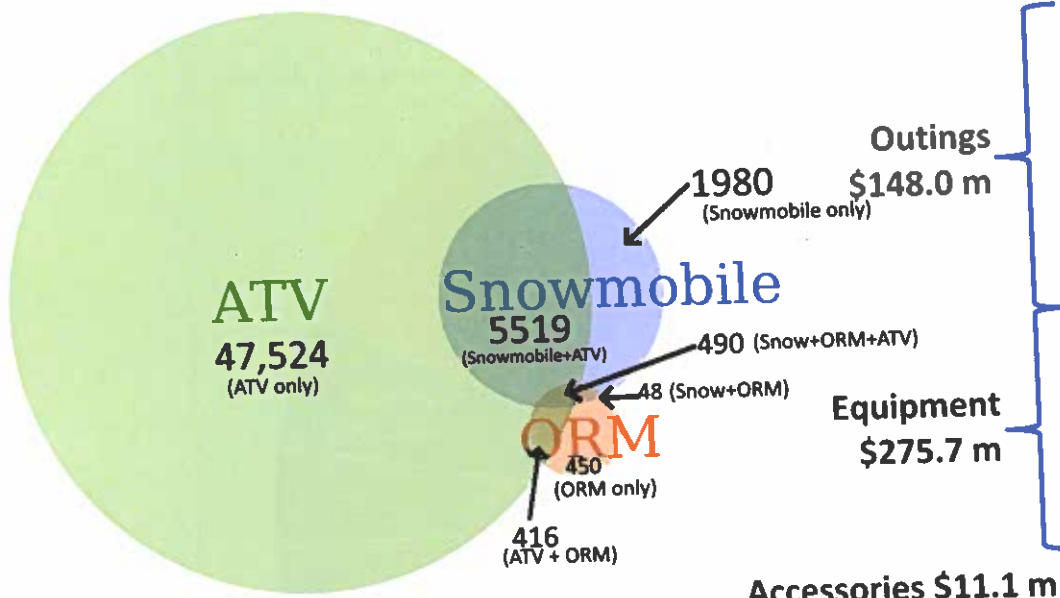 Outings
$148.0 m
1980
(Snowmobile only)
ATV
47,524
(ATV only)
Snowmobile
5519
(Snowmobile+ATV)
490 (Snow+ORM+ATV)
48 (Snow+ORM)
Equipment
$275.7 m
ORM
450
(ORM only)
416
(ATV + ORM)
Accessories $11.1 m